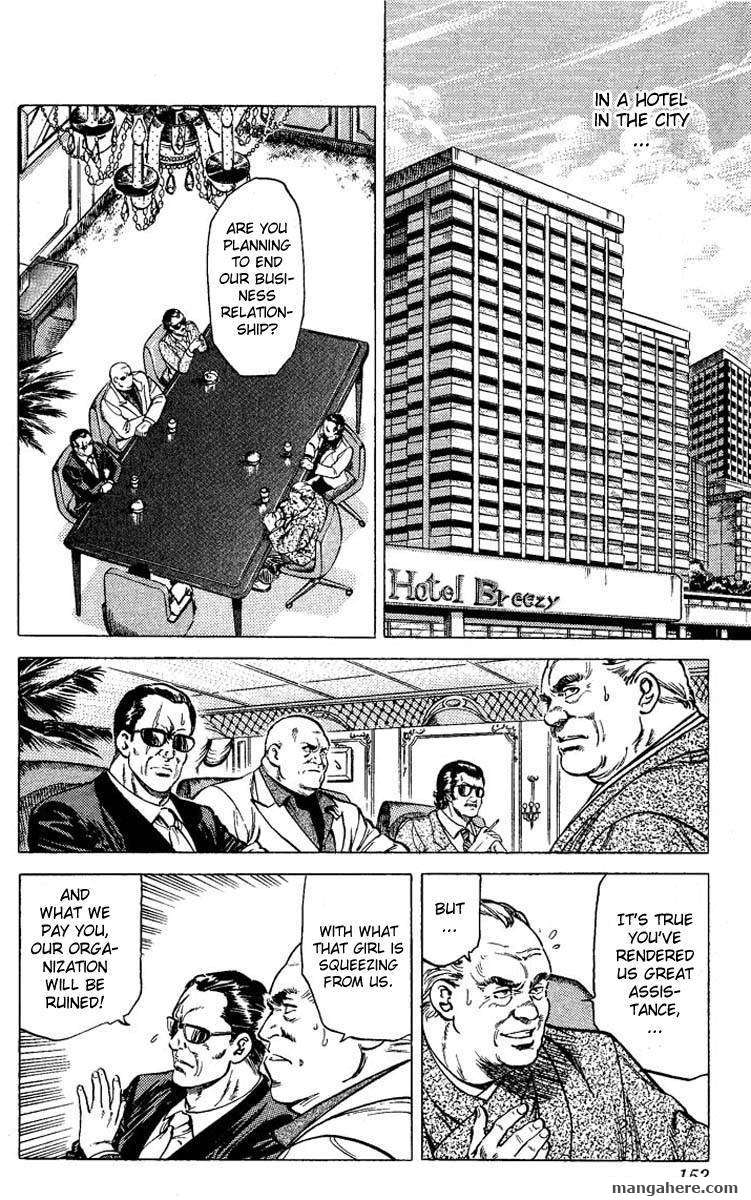 IN A HOTEL
IN THE CITY
...
Hotel Breezy
ARE YOU
PLANNING
TO END
OUR BUSI-
NESS
RELATION-
SHIP?
IT'S TRUE
YOU'VE
RENDERED
US GREAT
ASSIS-
TANCE,
...
BUT
...
WITH WHAT
THAT GIRL IS
SQUEEZING
FROM US.
AND
WHAT WE
PAY YOU,
OUR ORGA-
NIZATION
WILL BE
RUINED!
152
mangahere.com